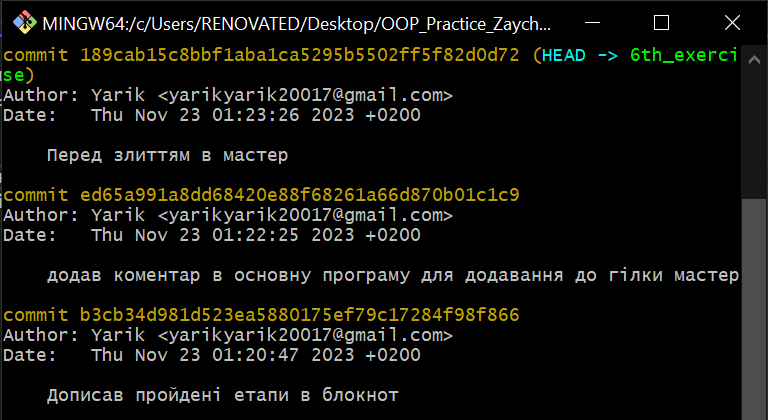 MINGW64:/c/Users/RENOVATED/Desktop/OOP_Practice_Zaych...
commit 189cab15c8bbf1aba1ca5295b5502ff5f82d0d72 (HEAD -> 6th_exerci
se)
Author: Yarik <yarikyarik20017@gmail.com>
Date:   Thu Nov 23 01:23:26 2023 +0200
Перед злиттям в мастер
commit ed65a991a8dd68420e88f68261a66d870b01c1c9
Author: Yarik <yarikyarik20017@gmail.com>
Date:   Thu Nov 23 01:22:25 2023 +0200
додав коментар в основну програму для додавання до гілки мастер
commit b3cb34d981d523ea5880175ef79c17284f98f866
Author: Yarik <yarikyarik20017@gmail.com>
Date:   Thu Nov 23 01:20:47 2023 +0200
Дописав пройдені етапи в блокнот